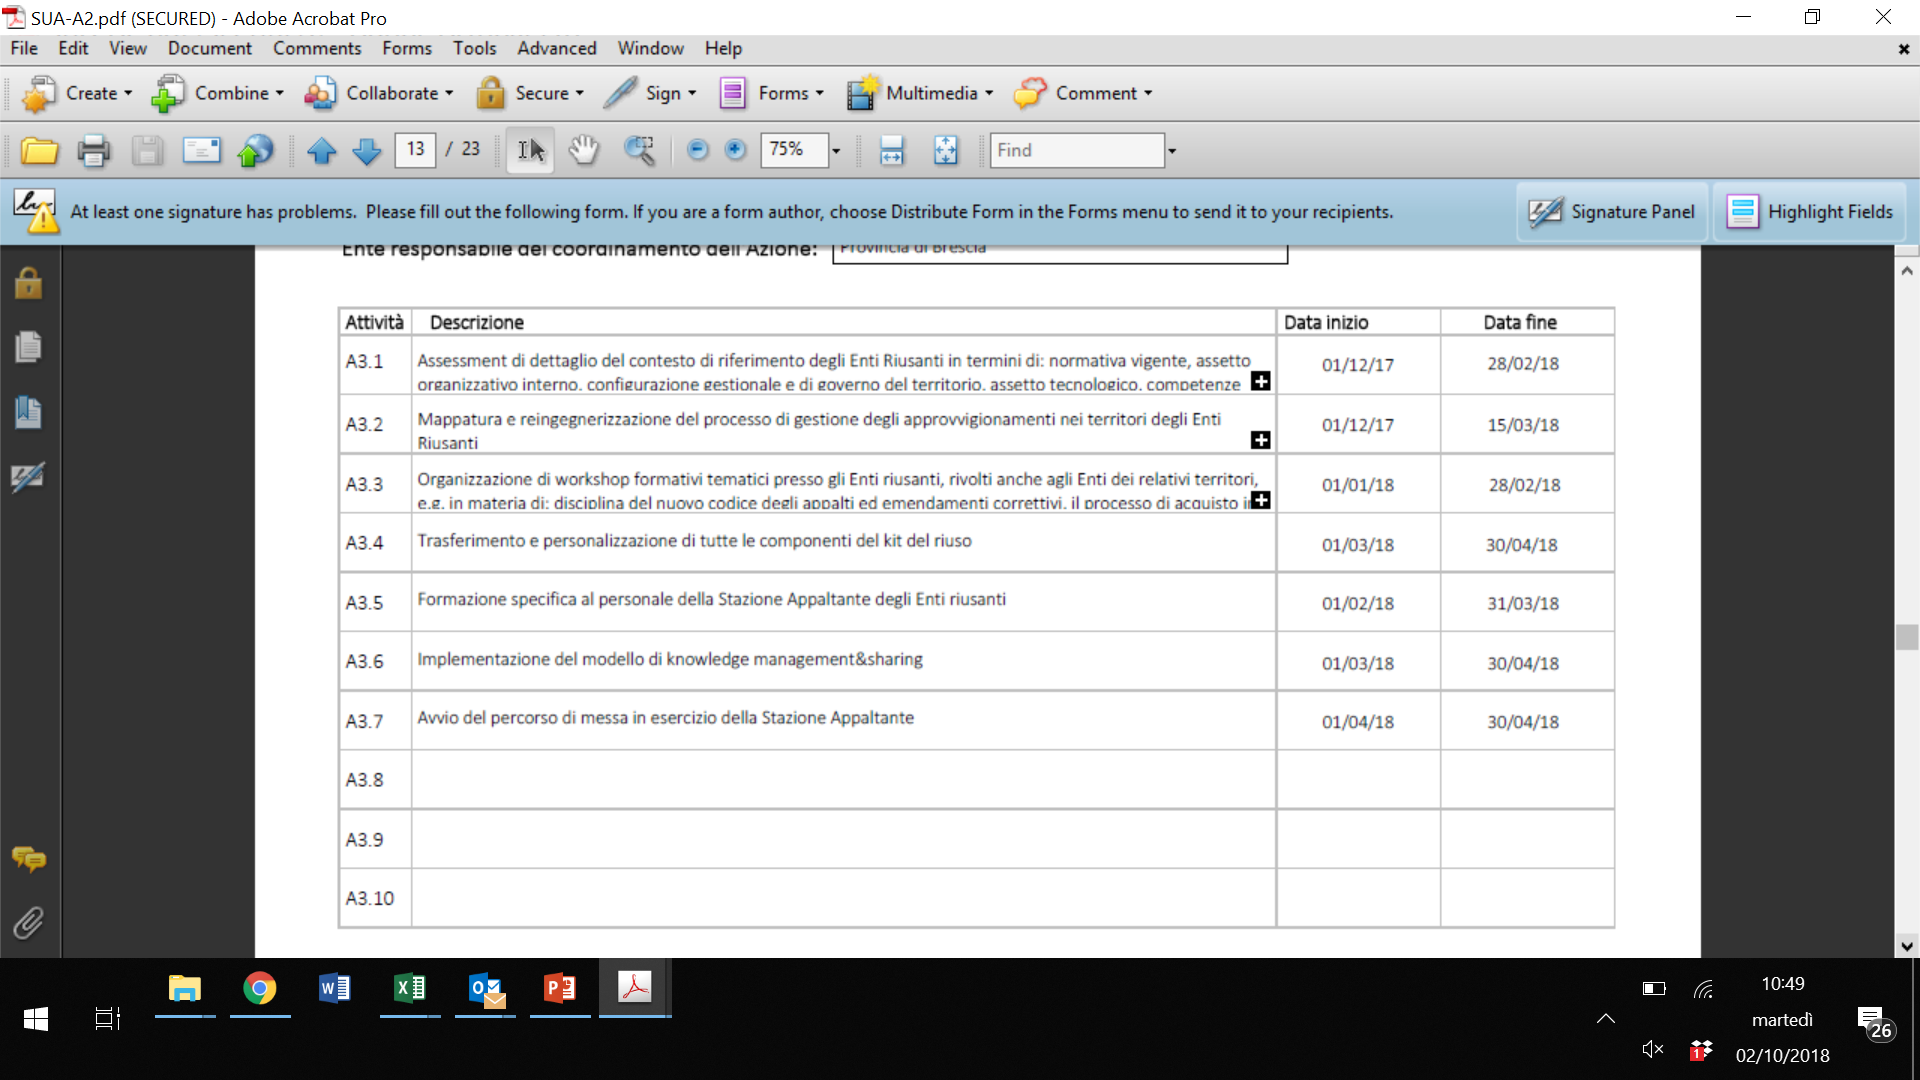 SUA-A2.pdf (SECURED) - Adobe Acrobat Pro
File Edit View Document Comments Forms Tools Advanced Window Help
Create Combine Collaborate Secure Sign Forms Multimedia Comment
13 / 23 75% Find
At least one signature has problems. Please fill out the following form. If you are a form author, choose Distribute Form in the Forms menu to send it to your recipients. Signature Panel Highlight Fields
Ente responsabile del coordinamento dell'Azione: Provincia di Brescia
Attività Descrizione Data inizio Data fine
A3.1 Assessment di dettaglio del contesto di riferimento degli Enti Riusanti in termini di: normativa vigente, assetto 01/12/17 28/02/18
organizzativo interno, configurazione gestionale e di governo del territorio, assetto tecnologico, competenze
A3.2 Mappatura e reingegnerizzazione del processo di gestione degli approvvigionamenti nei territori degli Enti 01/12/17 15/03/18
Riusanti
A3.3 Organizzazione di workshop formativi tematici presso gli Enti riusanti, rivolti anche agli Enti dei relativi territori, 01/01/18 28/02/18
e.g. in materia di: disciplina del nuovo codice degli appalti ed emendamenti correttivi, il processo di acquisto
A3.4 Trasferimento e personalizzazione di tutte le componenti del kit del riuso 01/03/18 30/04/18
A3.5 Formazione specifica al personale della Stazione Appaltante degli Enti riusanti 01/02/18 31/03/18
A3.6 Implementazione del modello di knowledge management&sharing 01/03/18 30/04/18
A3.7 Avvio del percorso di messa in esercizio della Stazione Appaltante 01/04/18 30/04/18
A3.8
A3.9
A3.10
10:49
martedì
02/10/2018
26
1